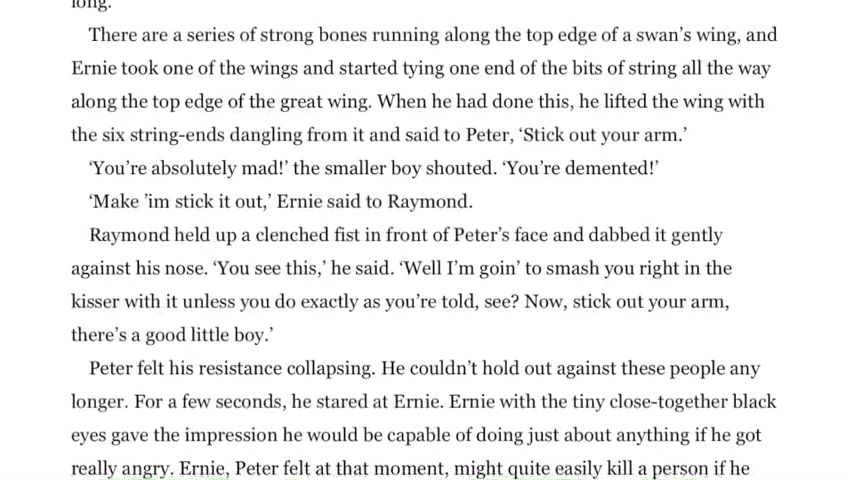 long.
There are a series of strong bones running along the top edge of a swan’s wing, and
Ernie took one of the wings and started tying one end of the bits of string all the way
along the top edge of the great wing. When he had done this, he lifted the wing with
the six string-ends dangling from it and said to Peter, ‘Stick out your arm.’
‘You’re absolutely mad!’ the smaller boy shouted. ‘You’re demented!’
‘Make ’im stick it out,’ Ernie said to Raymond.
Raymond held up a clenched fist in front of Peter’s face and dabbed it gently
against his nose. ‘You see this,’ he said. ‘Well I’m goin’ to smash you right in the
kisser with it unless you do exactly as you’re told, see? Now, stick out your arm,
there’s a good little boy.’
Peter felt his resistance collapsing. He couldn’t hold out against these people any
longer. For a few seconds, he stared at Ernie. Ernie with the tiny close-together black
eyes gave the impression he would be capable of doing just about anything if he got
really angry. Ernie, Peter felt at that moment, might quite easily kill a person if he